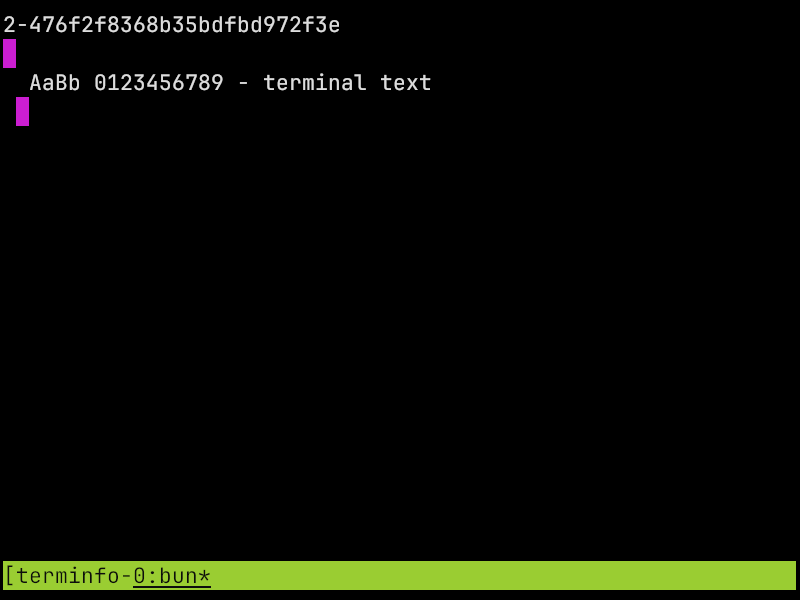 2-476f2f8368b35bdfbd972f3e
AaBb 0123456789 - terminal text
[terminfo-0:bun*